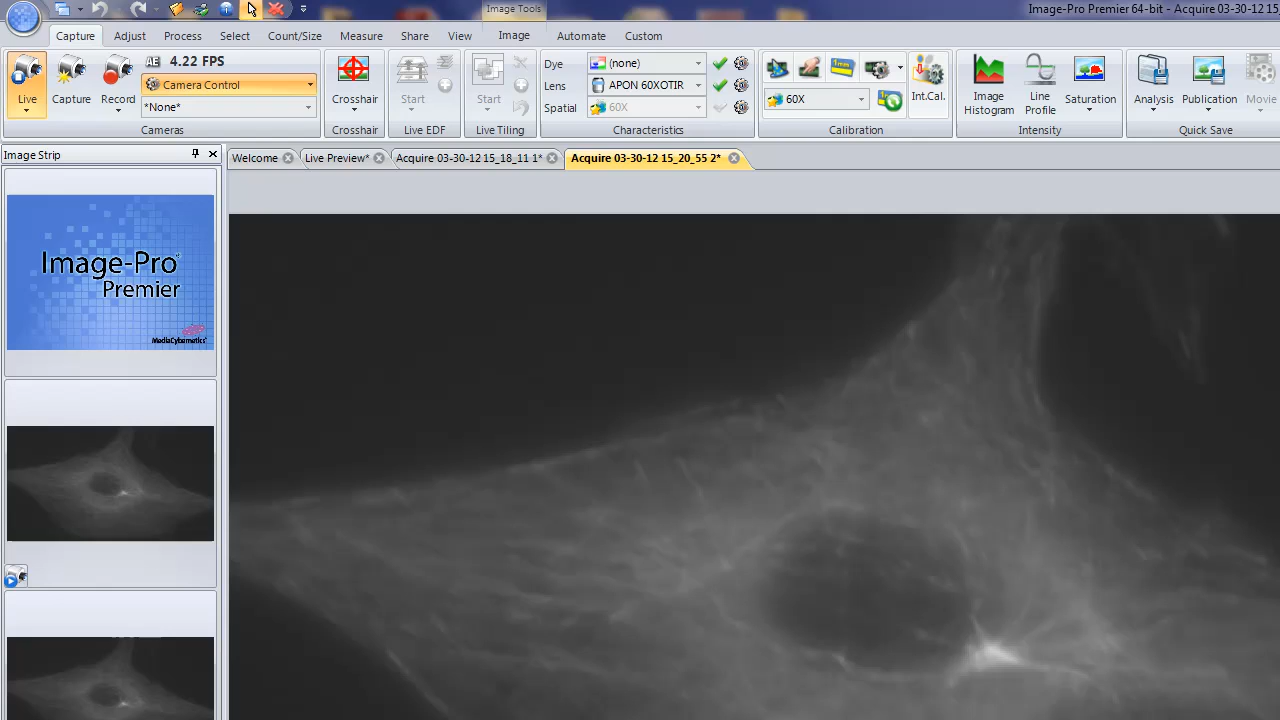 Image Tools
Image-Pro Premier 64-bit - Acquire 03-30-12 15_
Capture Adjust Process Select Count/Size Measure Share View Image Automate Custom
AE 4.22 FPS
Camera Control
*None*
Live Capture Record
Cameras
Crosshair
Crosshair
Start
Live EDF
Start
Live Tiling
Dye (none)
Lens APON 60XOTIR
Spatial 60X
Characteristics
60X
Int.Cal.
Calibration
Image Histogram
Line Profile
Saturation
Intensity
Analysis Publication Movie
Quick Save
Image Strip
Welcome Live Preview* Acquire 03-30-12 15_18_11 1* Acquire 03-30-12 15_20_55 2*
Image-Pro
Premier
MediaCybernetics